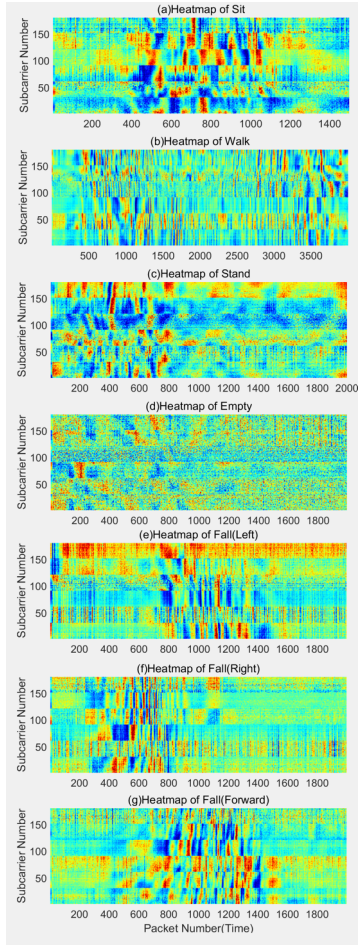 (a)Heatmap of Sit
Subcarrier Number
150
100
50
200 400 600 800 1000 1200 1400
(b)Heatmap of Walk
Subcarrier Number
150
100
50
500 1000 1500 2000 2500 3000 3500
(c)Heatmap of Stand
Subcarrier Number
150
100
50
200 400 600 800 1000 1200 1400 1600 1800 2000
(d)Heatmap of Empty
Subcarrier Number
150
100
50
200 400 600 800 1000 1200 1400 1600 1800
(e)Heatmap of Fall(Left)
Subcarrier Number
150
100
50
200 400 600 800 1000 1200 1400 1600 1800
(f)Heatmap of Fall(Right)
Subcarrier Number
150
100
50
200 400 600 800 1000 1200 1400 1600 1800
(g)Heatmap of Fall(Forward)
Subcarrier Number
150
100
50
200 400 600 800 1000 1200 1400 1600 1800
Packet Number(Time)